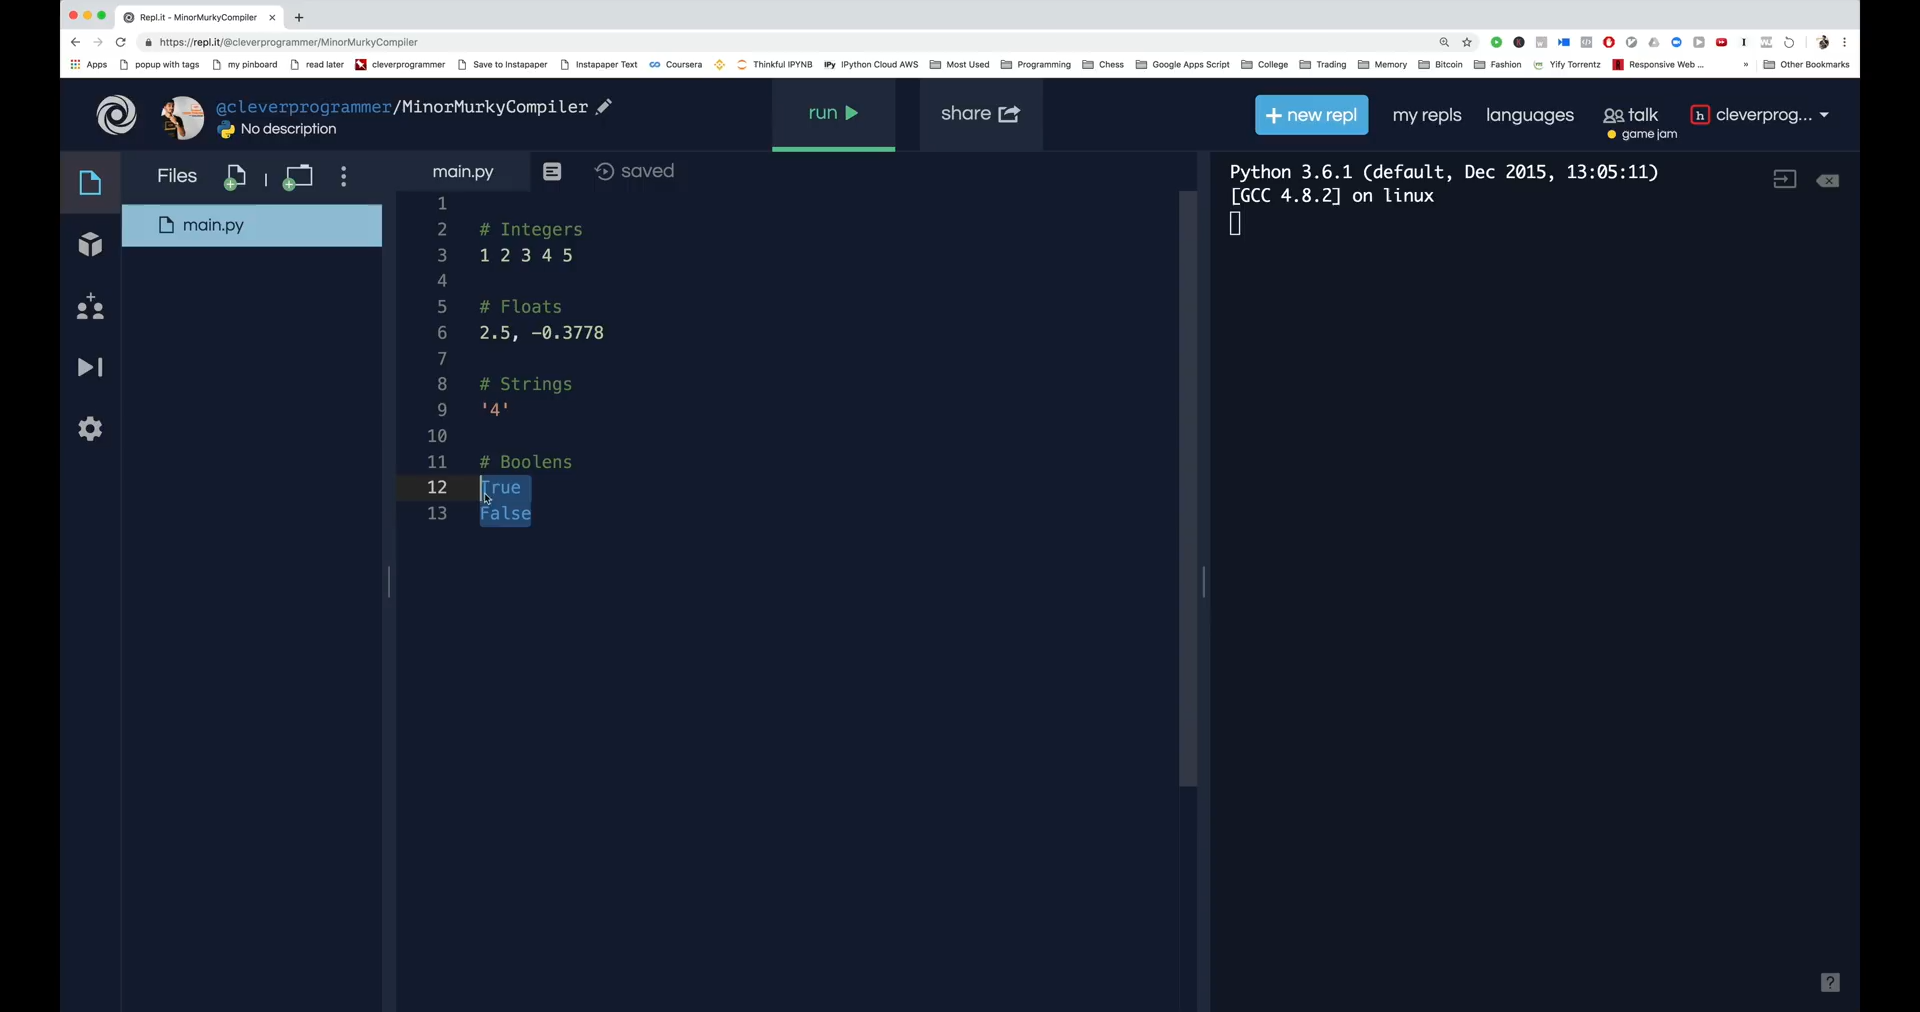 Repl.it - MinorMurkyCompiler
https://repl.it/@cleverprogrammer/MinorMurkyCompiler
Apps popup with tags my pinboard read later cleverprogrammer Save to Instapaper Instapaper Text Coursera Thinkful IPYNB IPy IPython Cloud AWS Most Used Programming Chess Google Apps Script College Trading Memory Bitcoin Fashion Yify Torrentz Responsive Web ... » Other Bookmarks
@cleverprogrammer/MinorMurkyCompiler
No description
run
share
+ new repl
my repls
languages
talk
game jam
h cleverprog...
Files
main.py
main.py
saved
1
2 # Integers
3 1 2 3 4 5
4
5 # Floats
6 2.5, -0.3778
7
8 # Strings
9 '4'
10
11 # Boolens
12 True
13 False
Python 3.6.1 (default, Dec 2015, 13:05:11)
[GCC 4.8.2] on linux
?